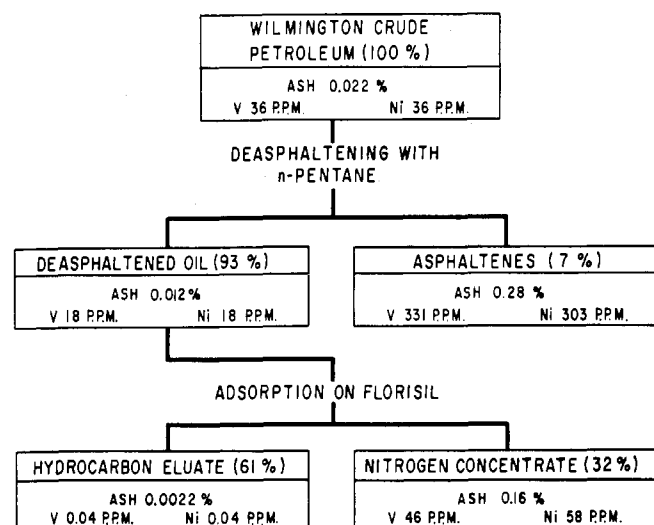 WILMINGTON CRUDE
PETROLEUM (100 %)
ASH 0.022 %
V 36 P.P.M. Ni 36 P.P.M.
DEASPHALTENING WITH
n-PENTANE
DEASPHALTENED OIL (93 %)
ASH 0.012 %
V 18 P.P.M. Ni 18 P.P.M.
ASPHALTENES (7 %)
ASH 0.28 %
V 331 P.P.M. Ni 303 P.P.M.
ADSORPTION ON FLORISIL
HYDROCARBON ELUATE (61 %)
ASH 0.0022 %
V 0.04 P.P.M. Ni 0.04 P.P.M.
NITROGEN CONCENTRATE (32 %)
ASH 0.16 %
V 46 P.P.M. Ni 58 P.P.M.